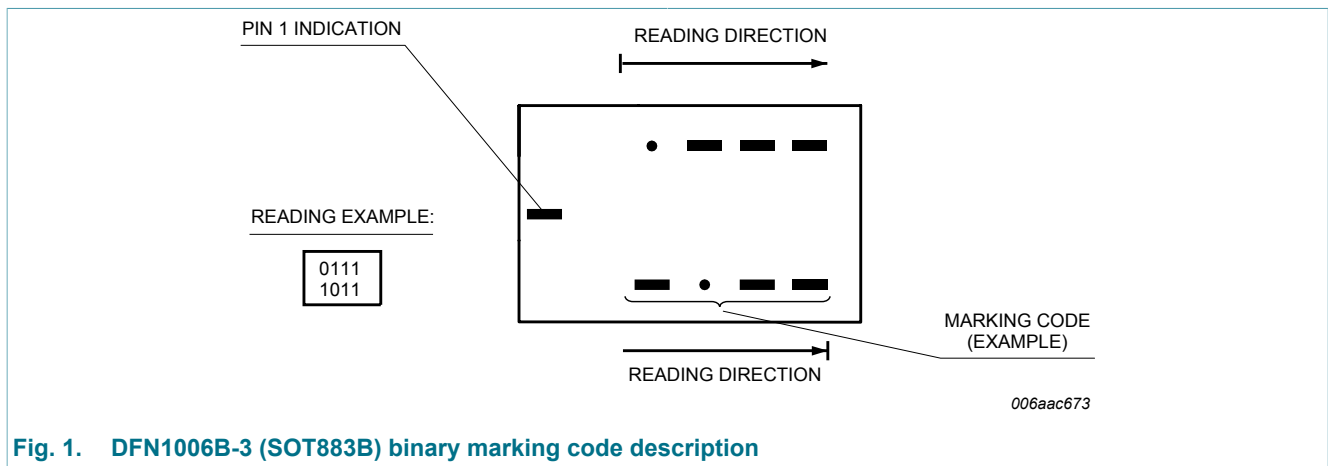 PIN 1 INDICATION
READING DIRECTION
READING EXAMPLE:
0111
1011
MARKING CODE
(EXAMPLE)
READING DIRECTION
006aac673
Fig. 1. DFN1006B-3 (SOT883B) binary marking code description